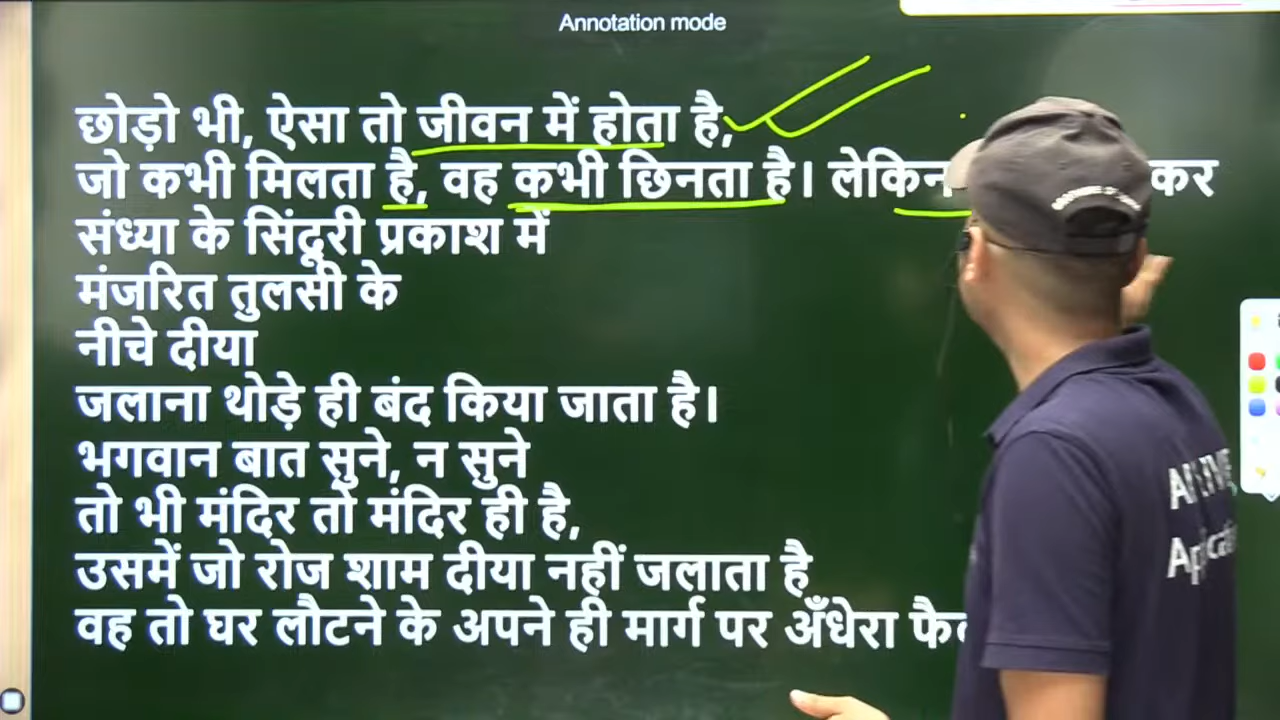 Annotation mode
छोड़ो भी, ऐसा तो जीवन में होता है,
जो कभी मिलता है, वह कभी छिनता है। लेकिन कर
संध्या के सिंदूरी प्रकाश में
मंजरित तुलसी के
नीचे दीया
जलाना थोड़े ही बंद किया जाता है।
भगवान बात सुने, न सुने
तो भी मंदिर तो मंदिर ही है,
उसमें जो रोज शाम दीया नहीं जलाता है
वह तो घर लौटने के अपने ही मार्ग पर अँधेरा